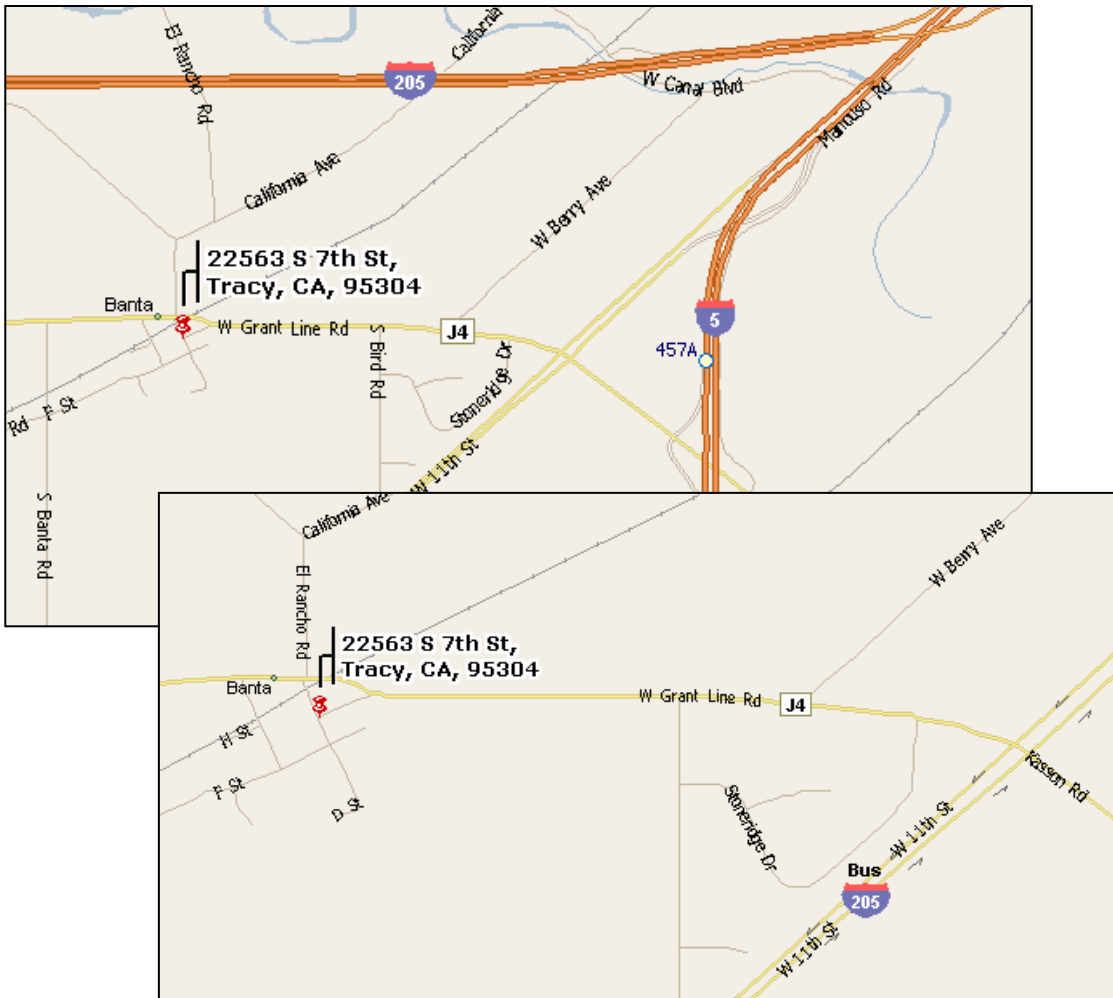 El Rancho Rd
California
205
W Canal Blvd
Manouso Rd
California Ave
W Berry Ave
22563 S 7th St,
Tracy, CA, 95304
Banta
W Grant Line Rd
J4
5
457A
S Bird Rd
Stoneridge Dr
Rd
F St
W 11th St
S Banta Rd
California Ave
W Berry Ave
El Rancho Rd
22563 S 7th St,
Tracy, CA, 95304
Banta
W Grant Line Rd
J4
H St
F St
D St
Kasson Rd
Stoneridge Dr
W 11th St
Bus
205
W 11th St